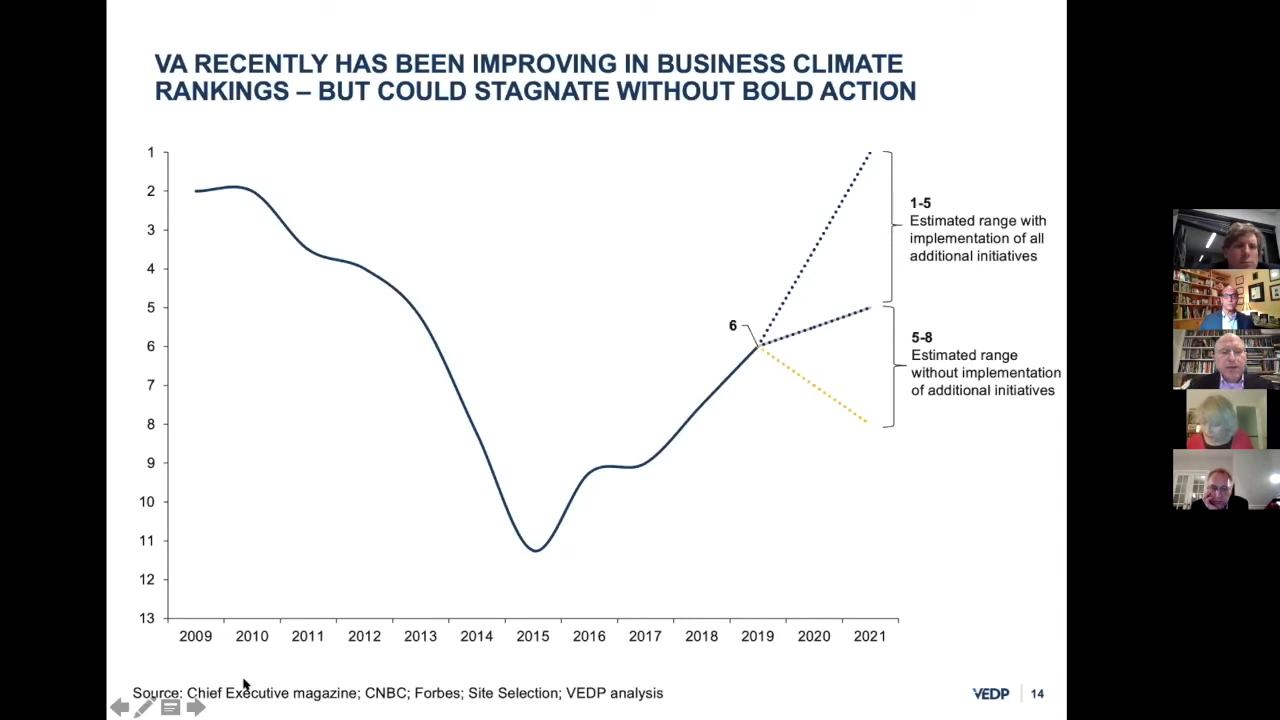 VA RECENTLY HAS BEEN IMPROVING IN BUSINESS CLIMATE
RANKINGS – BUT COULD STAGNATE WITHOUT BOLD ACTION
1
2
3
4
5
6
7
8
9
10
11
12
13
6
1-5
Estimated range with
implementation of all
additional initiatives
5-8
Estimated range
without implementation
of additional initiatives
2009 2010 2011 2012 2013 2014 2015 2016 2017 2018 2019 2020 2021
Source: Chief Executive magazine; CNBC; Forbes; Site Selection; VEDP analysis
VEDP 14